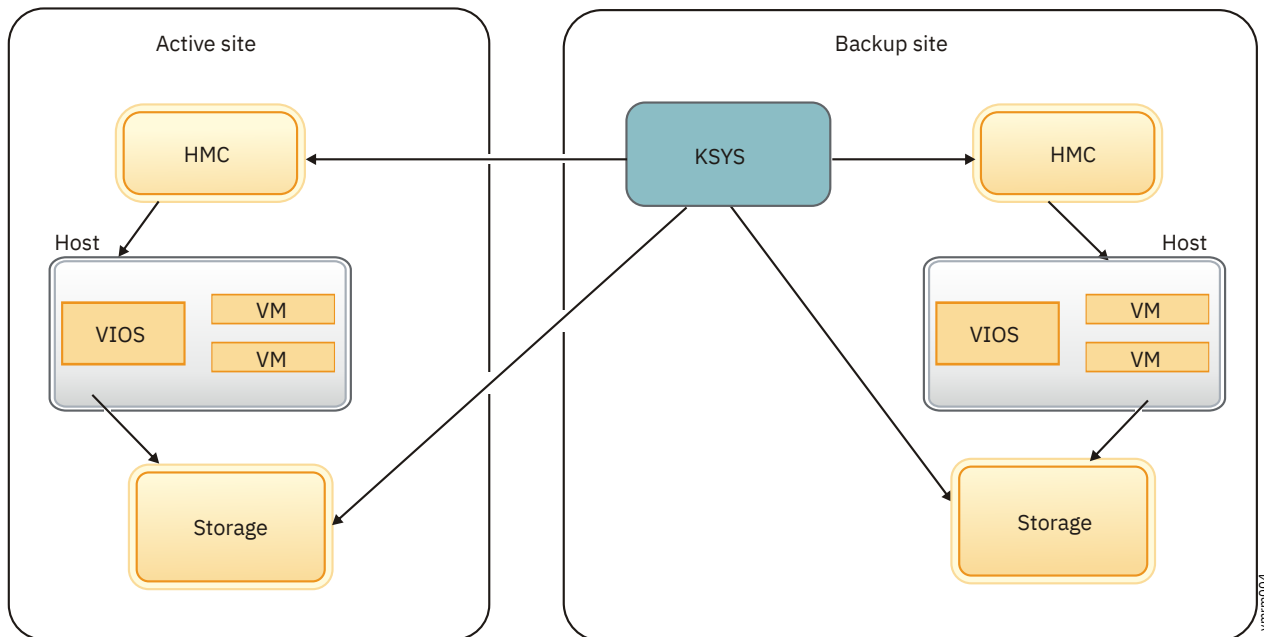 Active site
Backup site
HMC
KSYS
HMC
Host
Host
VIOS
VM
VM
VIOS
VM
VM
Storage
Storage